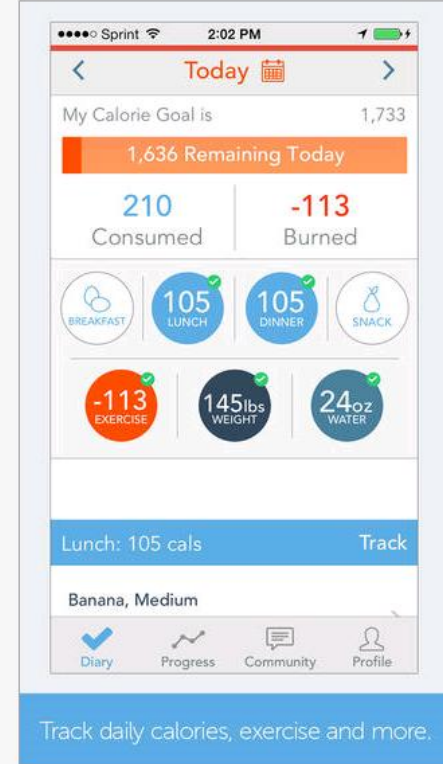 Sprint 2:02 PM
Today
My Calorie Goal is 1,733
1,636 Remaining Today
210 -113
Consumed Burned
BREAKFAST
105
LUNCH
105
DINNER
SNACK
-113
EXERCISE
145lbs
WEIGHT
24oz
WATER
Lunch: 105 cals Track
Banana, Medium
Diary Progress Community Profile
Track daily calories, exercise and more.